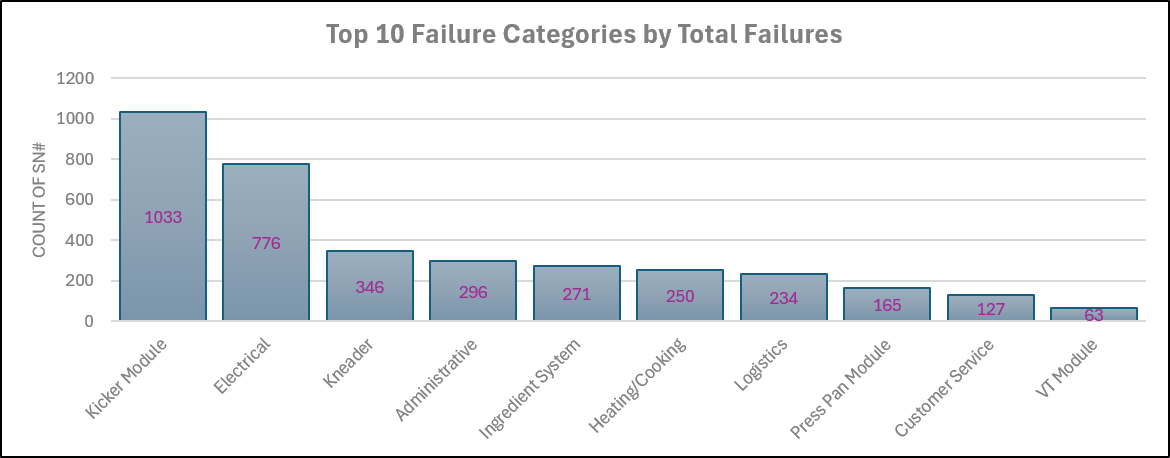 Top 10 Failure Categories by Total Failures
COUNT OF SN#
1200
1000
800
600
400
200
0
1033
776
346
296
271
250
234
165
127
63
Kicker Module
Electrical
Kneader
Administrative
Ingredient System
Heating/Cooking
Logistics
Press Pan Module
Customer Service
VT Module